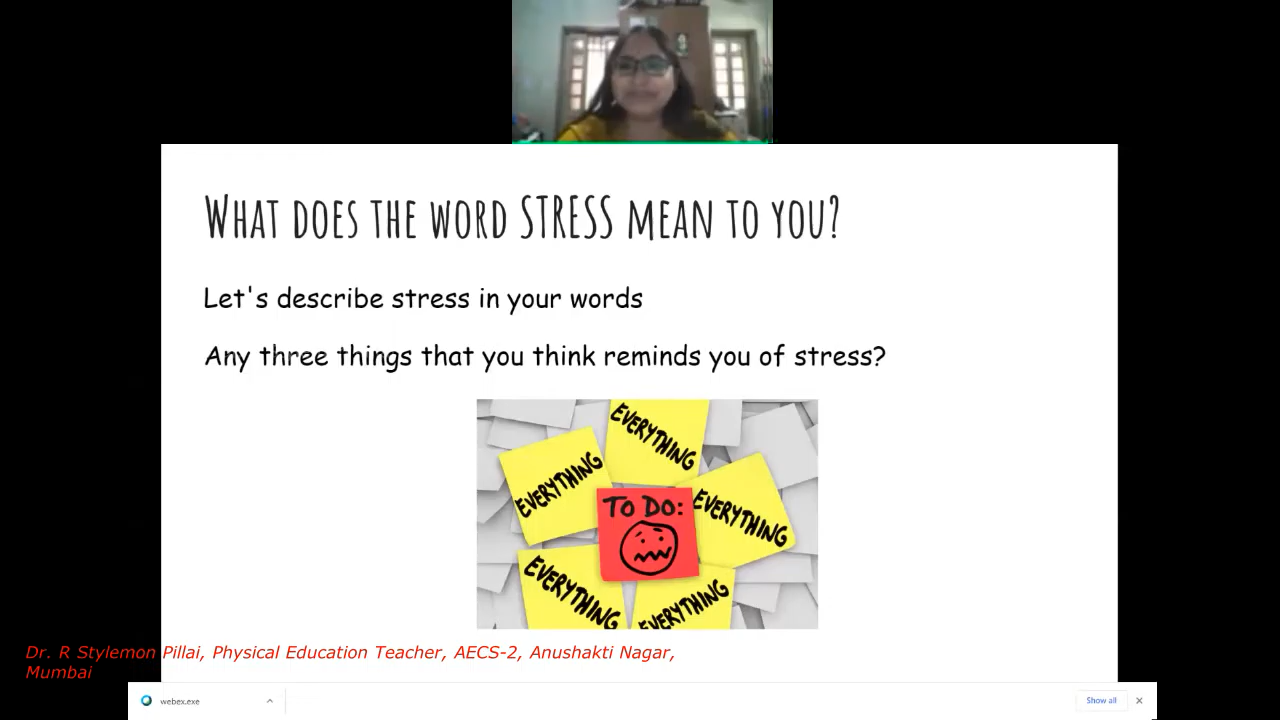 WHAT DOES THE WORD STRESS MEAN TO YOU?
Let's describe stress in your words
Any three things that you think reminds you of stress?
EVERYTHING
EVERYTHING
TO DO:
EVERYTHING
EVERYTHING
EVERYTHING
Dr. R Stylemon Pillai, Physical Education Teacher, AECS-2, Anushakti Nagar,
Mumbai
webex.exe
Show all